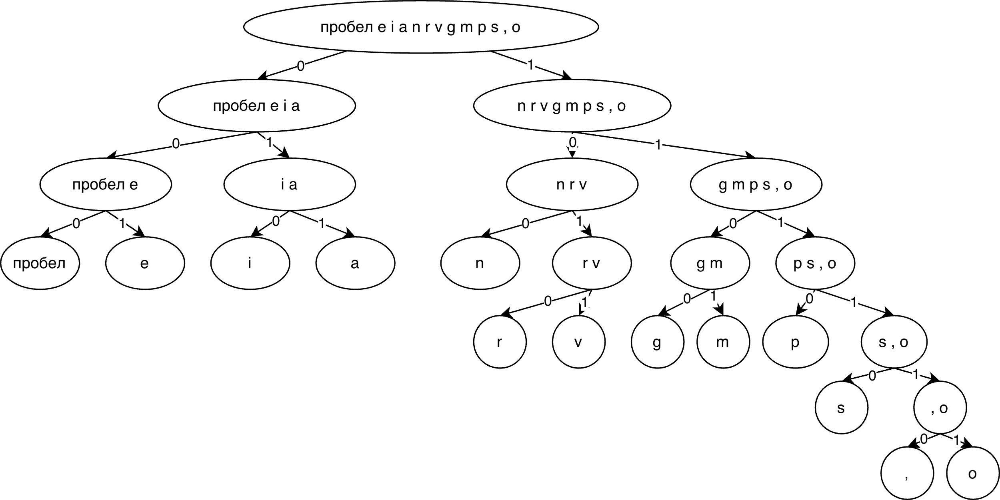 пробел e i a n r v g m p s , o
0 1
пробел e i a
n r v g m p s , o
0 1 0 1
пробел e
i a
n r v
g m p s , o
0 1 0 1 0 1 0 1
пробел
e
i
a
n
r v
g m
p s , o
0 1 0 1 0 1
r
v
g
m
p
s , o
0 1
s
, o
0 1
,
o